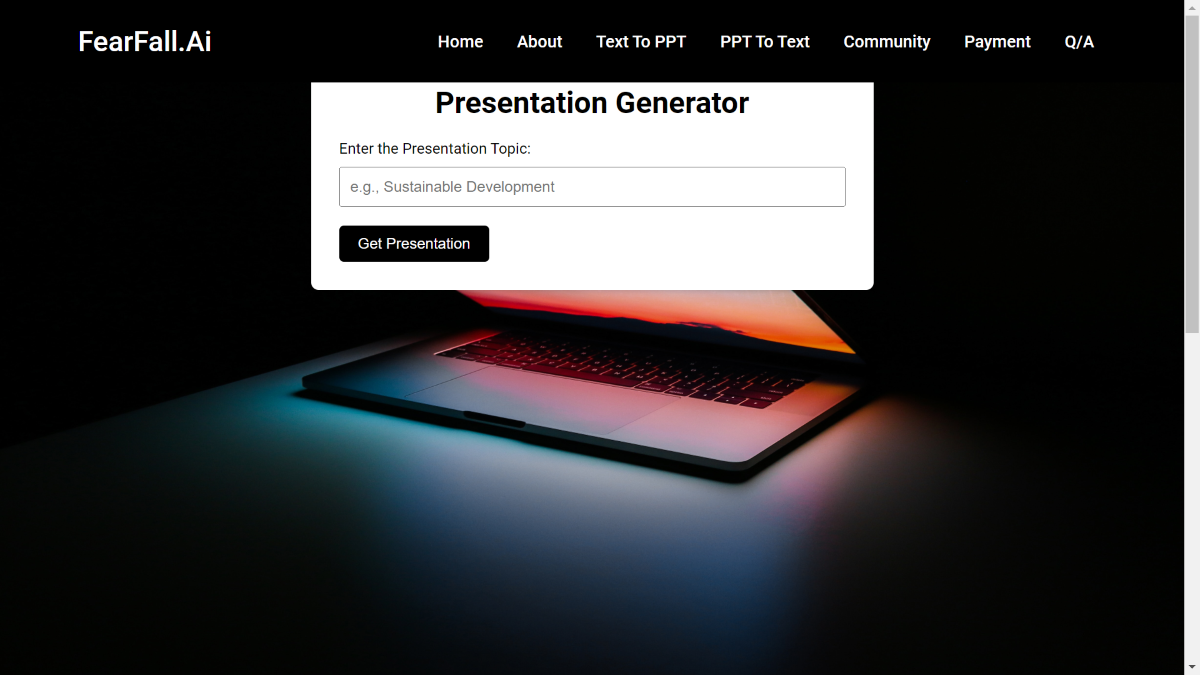 FearFall.Ai
Home About Text To PPT PPT To Text Community Payment Q/A
Presentation Generator
Enter the Presentation Topic:
e.g., Sustainable Development
Get Presentation